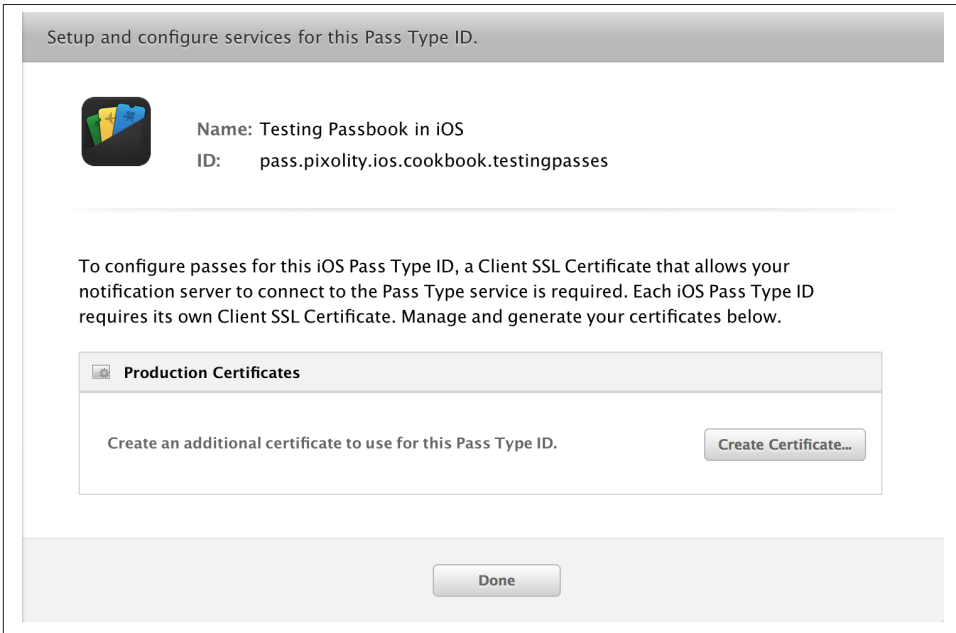 Setup and configure services for this Pass Type ID.
Name: Testing Passbook in iOS
ID: pass.pixolity.ios.cookbook.testingpasses
To configure passes for this iOS Pass Type ID, a Client SSL Certificate that allows your
notification server to connect to the Pass Type service is required. Each iOS Pass Type ID
requires its own Client SSL Certificate. Manage and generate your certificates below.
Production Certificates
Create an additional certificate to use for this Pass Type ID.
Create Certificate...
Done